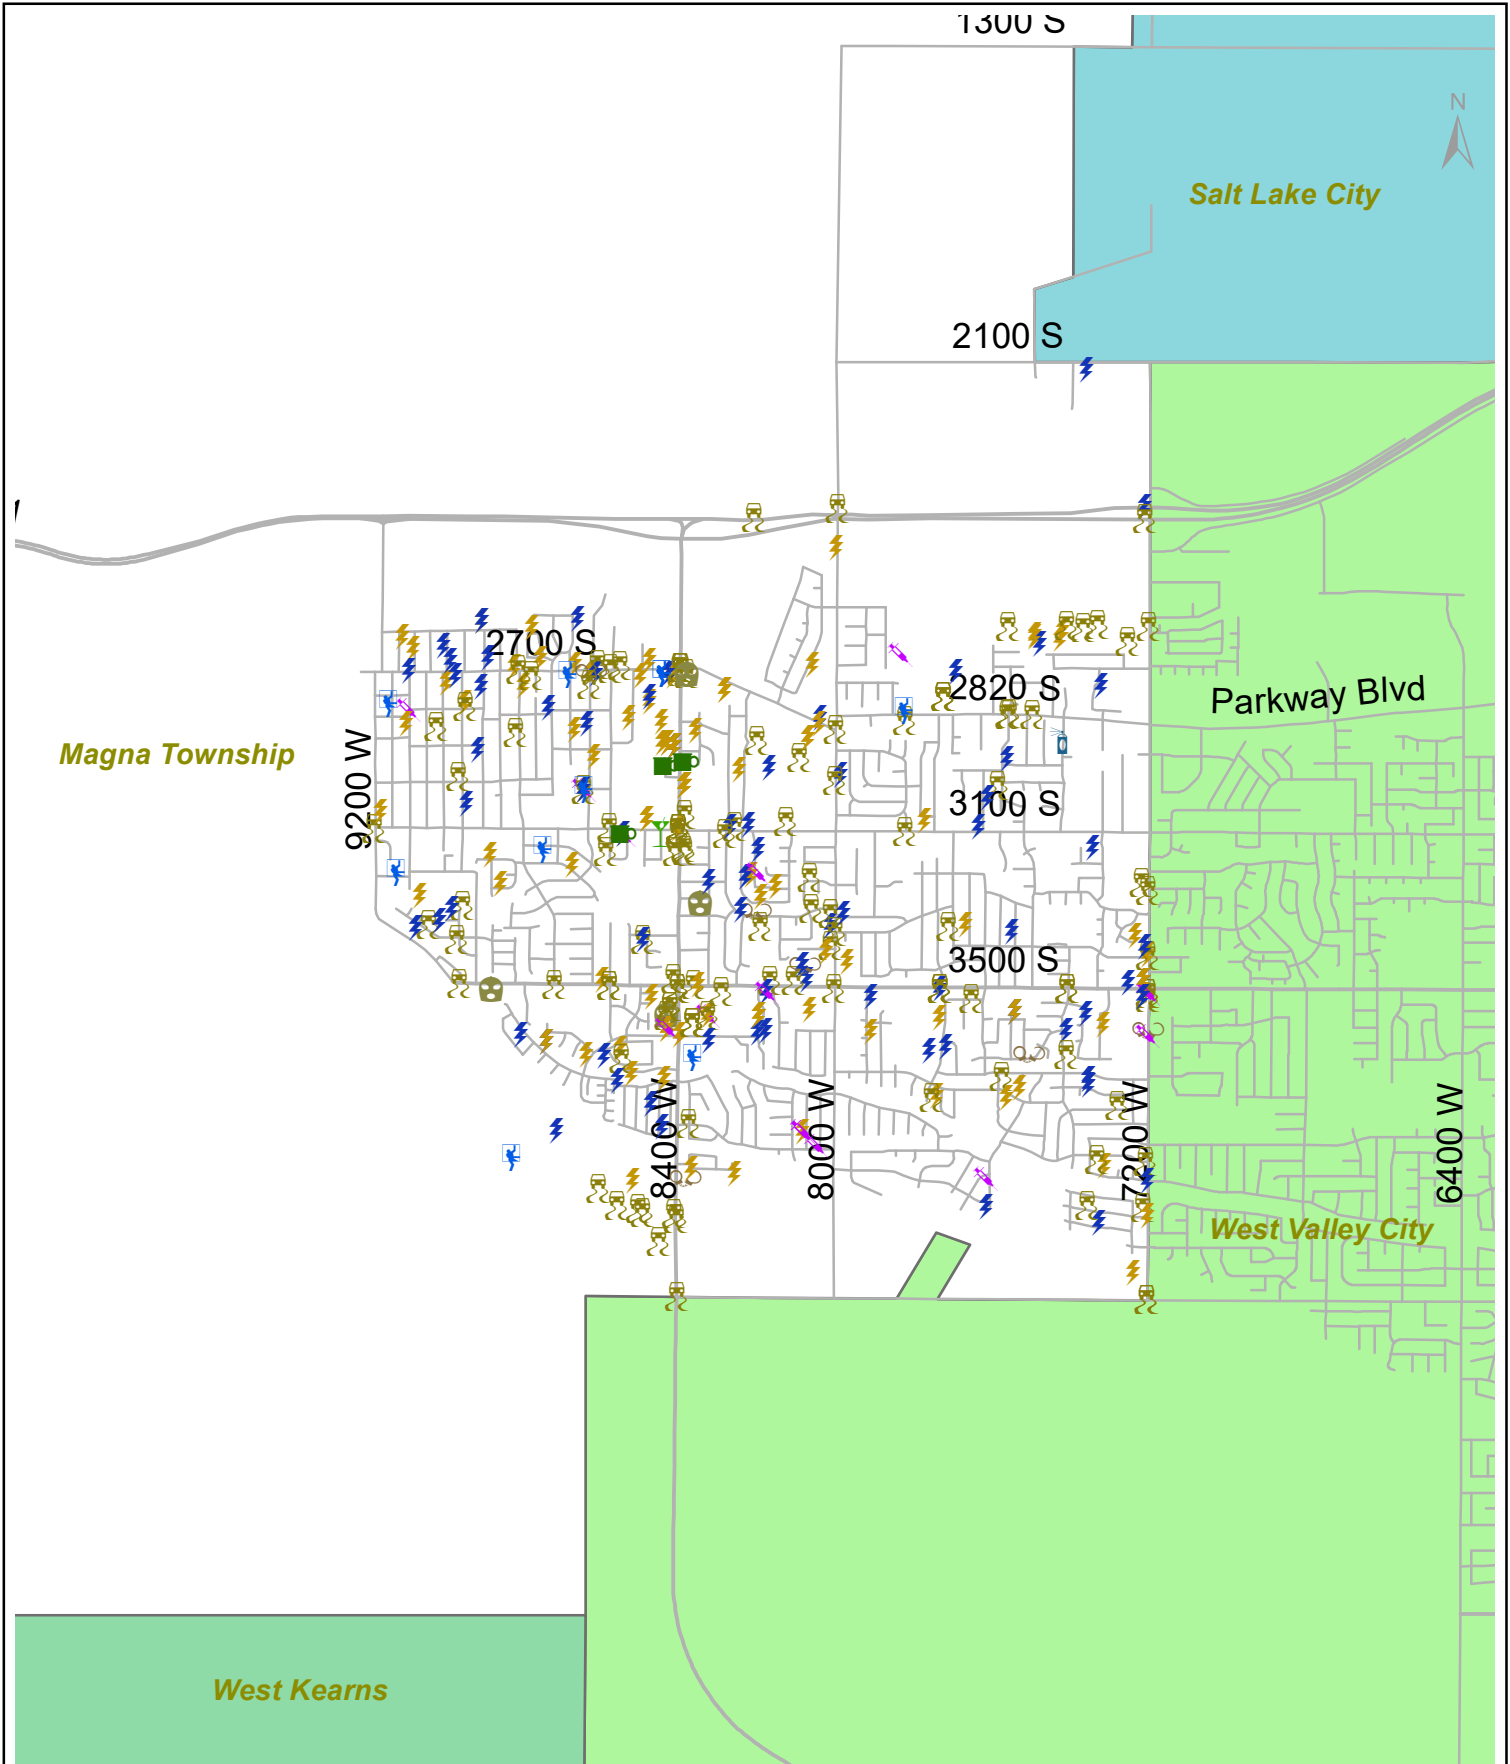 1300 S
N
Salt Lake City
2100 S
2700 S
2820 S
Parkway Blvd
Magna Township
9200 W
3100 S
3500 S
8400 W
8000 W
7200 W
6400 W
West Valley City
West Kearns